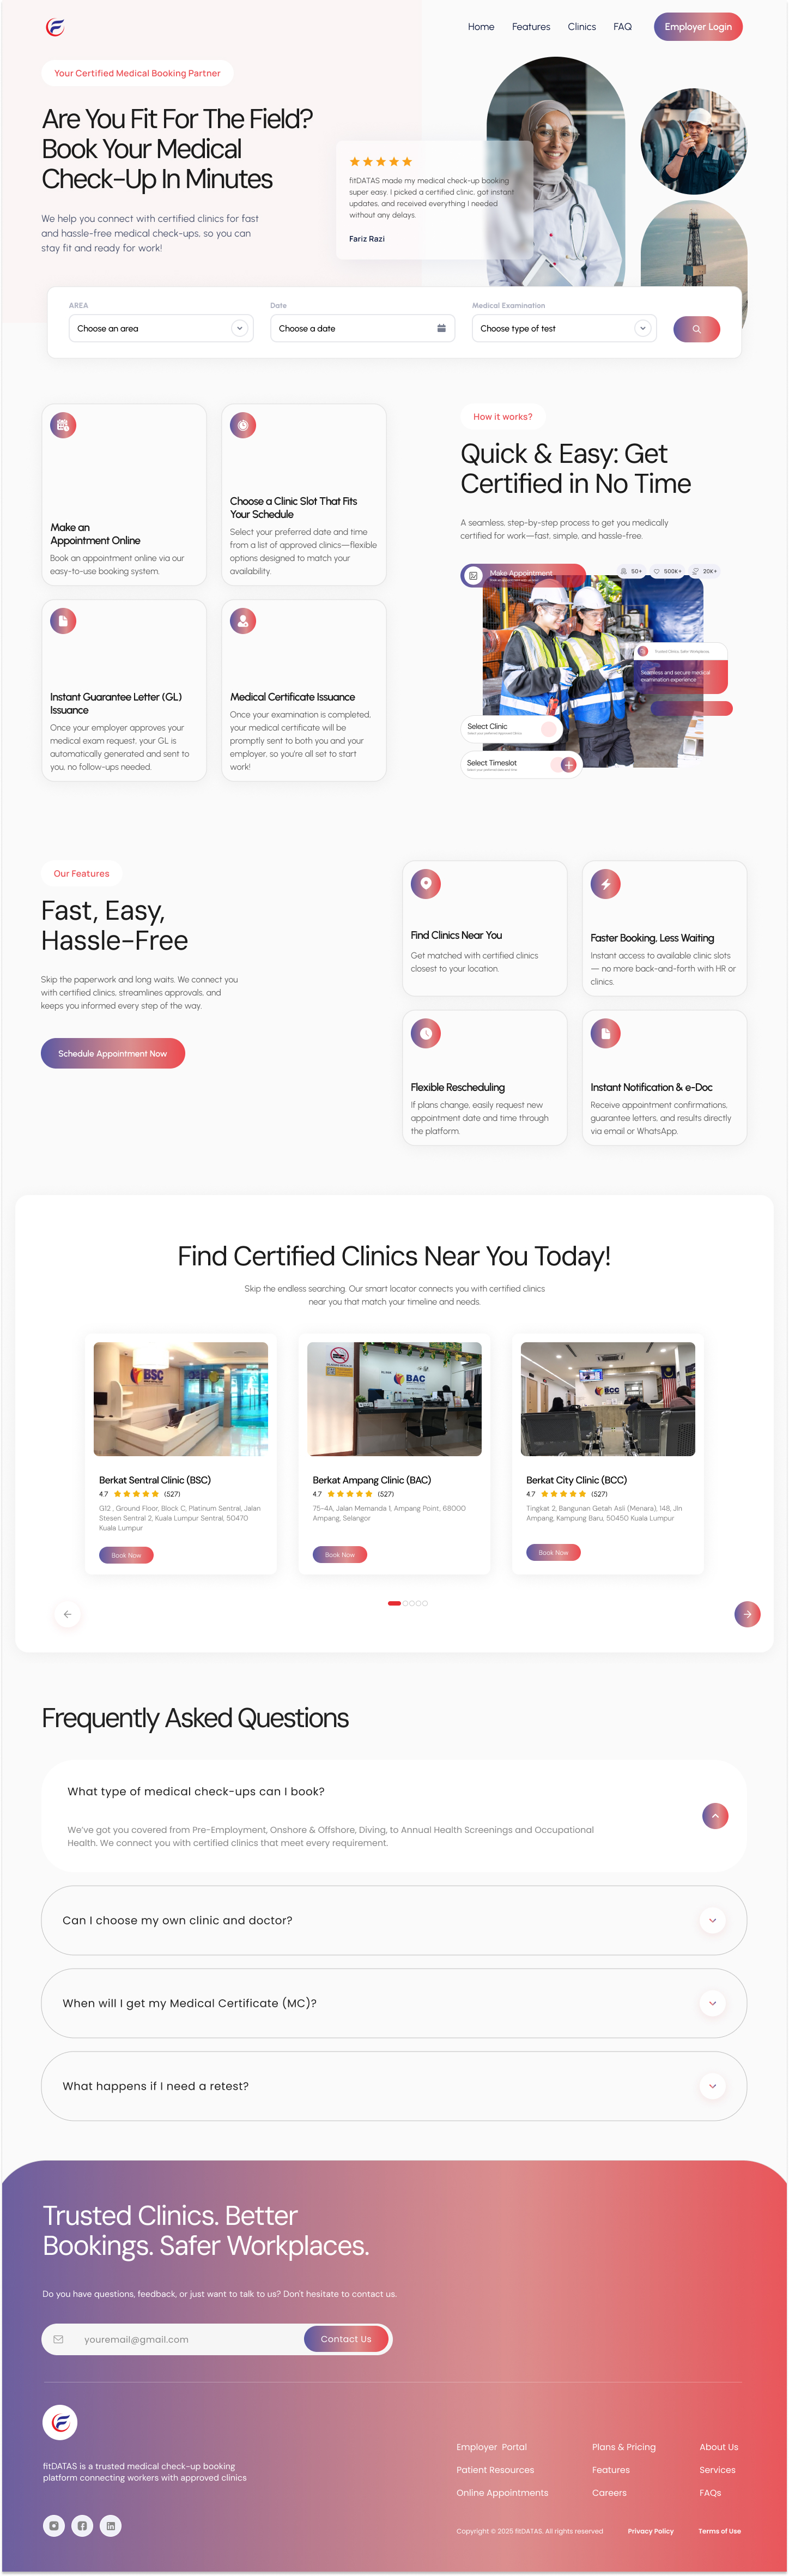 Home Features Clinics FAQ Employer Login
Your Certified Medical Booking Partner
Are You Fit For The Field?
Book Your Medical
Check-Up In Minutes
We help you connect with certified clinics for fast
and hassle-free medical check-ups, so you can
stay fit and ready for work!
fitDATAS made my medical check-up booking
super easy. I picked a certified clinic, got instant
updates, and received everything I needed
without any delays.
Fariz Razi
AREA
Choose an area
Date
Choose a date
Medical Examination
Choose type of test
Make an
Appointment Online
Book an appointment online via our
easy-to-use booking system.
Choose a Clinic Slot That Fits
Your Schedule
Select your preferred date and time
from a list of approved clinics—flexible
options designed to match your
availability.
Instant Guarantee Letter (GL)
Issuance
Once your employer approves your
medical exam request, your GL is
automatically generated and sent to
you, no follow-ups needed.
Medical Certificate Issuance
Once your examination is completed,
your medical certificate will be
promptly sent to both you and your
employer, so you're all set to start
work!
How it works?
Quick & Easy: Get
Certified in No Time
A seamless, step-by-step process to get you medically
certified for work—fast, simple, and hassle-free.
Make Appointment
50+ 500K+ 20K+
Trusted Clinics, Safer Workplaces
Seamless and secure medical
examination experience
Select Clinic
Select Timeslot
Our Features
Fast, Easy,
Hassle-Free
Skip the paperwork and long waits. We connect you
with certified clinics, streamlines approvals, and
keeps you informed every step of the way.
Schedule Appointment Now
Find Clinics Near You
Get matched with certified clinics
closest to your location.
Faster Booking, Less Waiting
Instant access to available clinic slots
— no more back-and-forth with HR or
clinics.
Flexible Rescheduling
If plans change, easily request new
appointment date and time through
the platform.
Instant Notification & e-Doc
Receive appointment confirmations,
guarantee letters, and results directly
via email or WhatsApp.
Find Certified Clinics Near You Today!
Skip the endless searching. Our smart locator connects you with certified clinics
near you that match your timeline and needs.
BSC
Berkat Sentral Clinic (BSC)
4.7 (527)
G12 , Ground Floor, Block C, Platinum Sentral, Jalan
Stesen Sentral 2, Kuala Lumpur Sentral, 50470
Kuala Lumpur
Book Now
BAC
Berkat Ampang Clinic (BAC)
4.7 (527)
75-4A, Jalan Memanda 1, Ampang Point, 68000
Ampang, Selangor
Book Now
BCC
Berkat City Clinic (BCC)
4.7 (527)
Tingkat 2, Bangunan Getah Asli (Menara), 148, Jln
Ampang, Kampung Baru, 50450 Kuala Lumpur
Book Now
Frequently Asked Questions
What type of medical check-ups can I book?
We've got you covered from Pre-Employment, Onshore & Offshore, Diving, to Annual Health Screenings and Occupational
Health. We connect you with certified clinics that meet every requirement.
Can I choose my own clinic and doctor?
When will I get my Medical Certificate (MC)?
What happens if I need a retest?
Trusted Clinics. Better
Bookings. Safer Workplaces.
Do you have questions, feedback, or just want to talk to us? Don't hesitate to contact us.
youremail@gmail.com
Contact Us
fitDATAS is a trusted medical check-up booking
platform connecting workers with approved clinics
Employer Portal Plans & Pricing About Us
Patient Resources Features Services
Online Appointments Careers FAQs
Copyright © 2025 fitDATAS. All rights reserved Privacy Policy Terms of Use